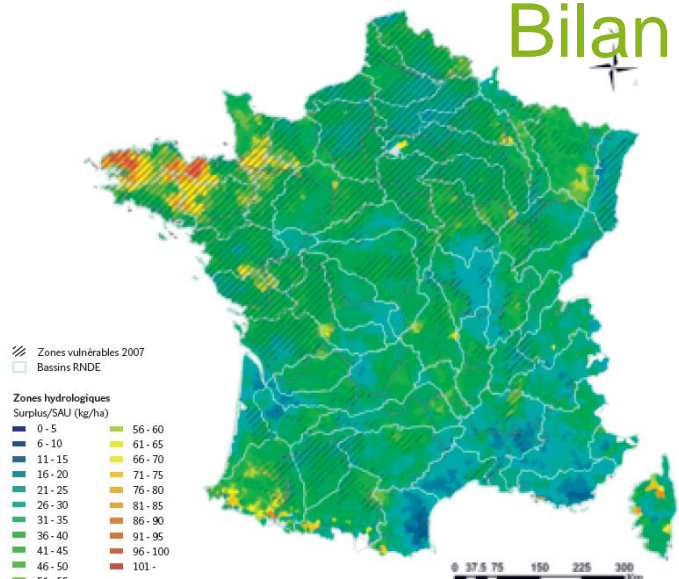 Bilan
Zones vulnérables 2007
Bassins RNDE
Zones hydrologiques
Surplus/SAU (kg/ha)
0 - 5
6 - 10
11 - 15
16 - 20
21 - 25
26 - 30
31 - 35
36 - 40
41 - 45
46 - 50
51 - 55
56 - 60
61 - 65
66 - 70
71 - 75
76 - 80
81 - 85
86 - 90
91 - 95
96 - 100
101 -
0 37.5 75 150 225 300
Km